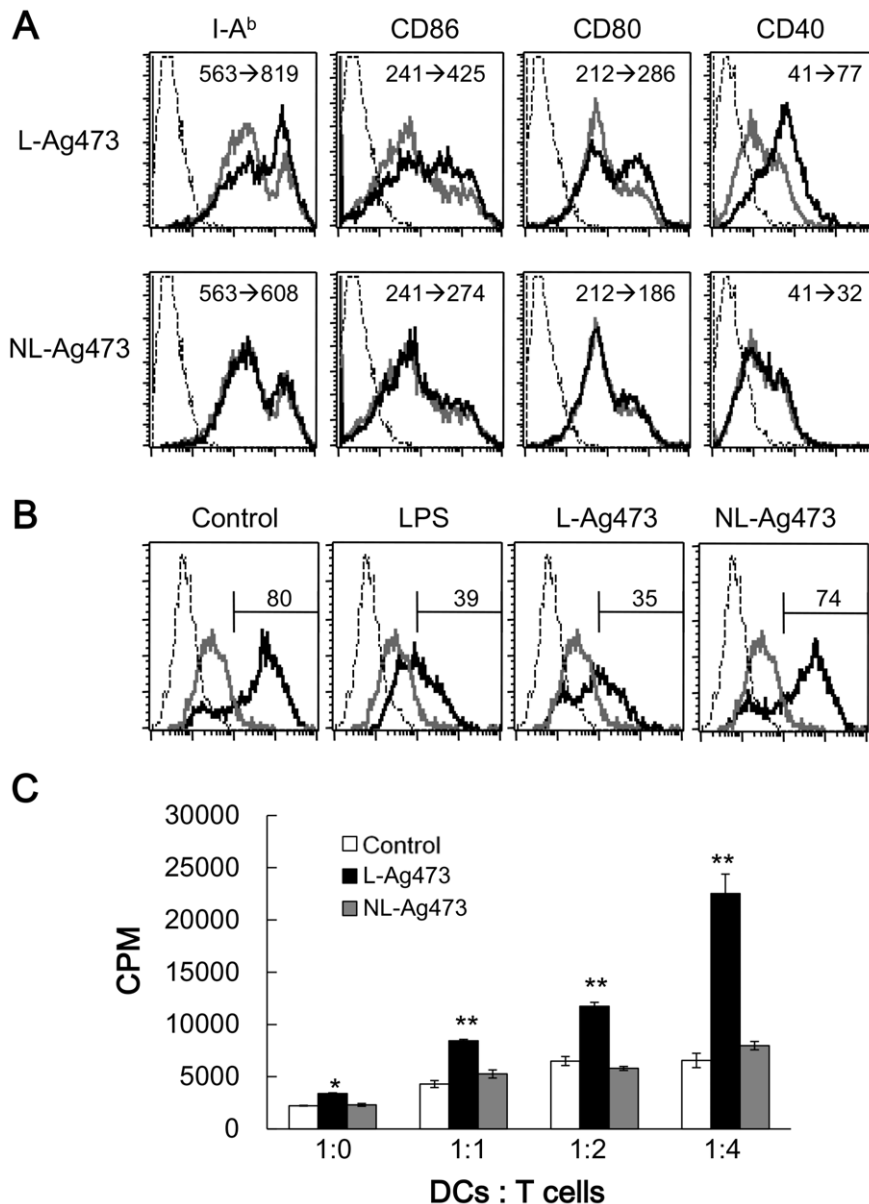 A
I-Aᵇ CD86 CD80 CD40
L-Ag473
563→819 241→425 212→286 41→77
NL-Ag473
563→608 241→274 212→186 41→32
B
Control LPS L-Ag473 NL-Ag473
80 39 35 74
C
30000
25000
20000
15000
10000
5000
0
CPM
Control
L-Ag473
NL-Ag473
* ** ** **
1:0 1:1 1:2 1:4
DCs : T cells